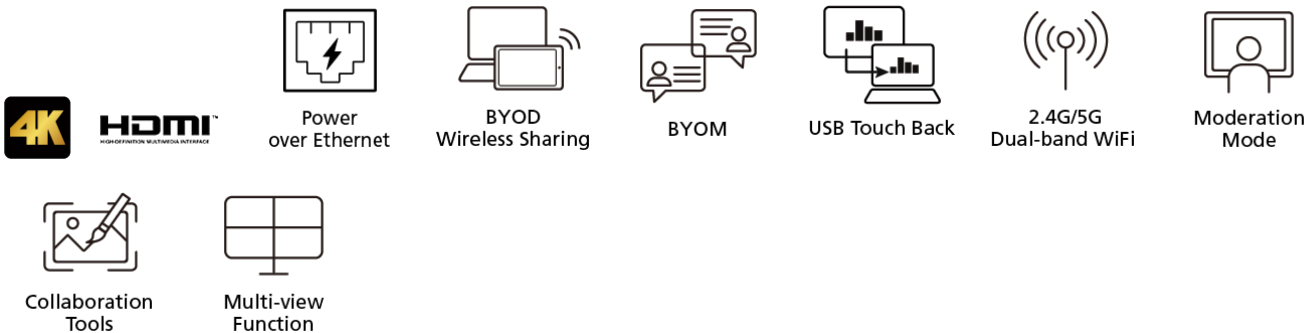 4K
HDMI™
HIGH-DEFINITION MULTIMEDIA INTERFACE
Power
over Ethernet
BYOD
Wireless Sharing
BYOM
USB Touch Back
2.4G/5G
Dual-band WiFi
Moderation
Mode
Collaboration
Tools
Multi-view
Function